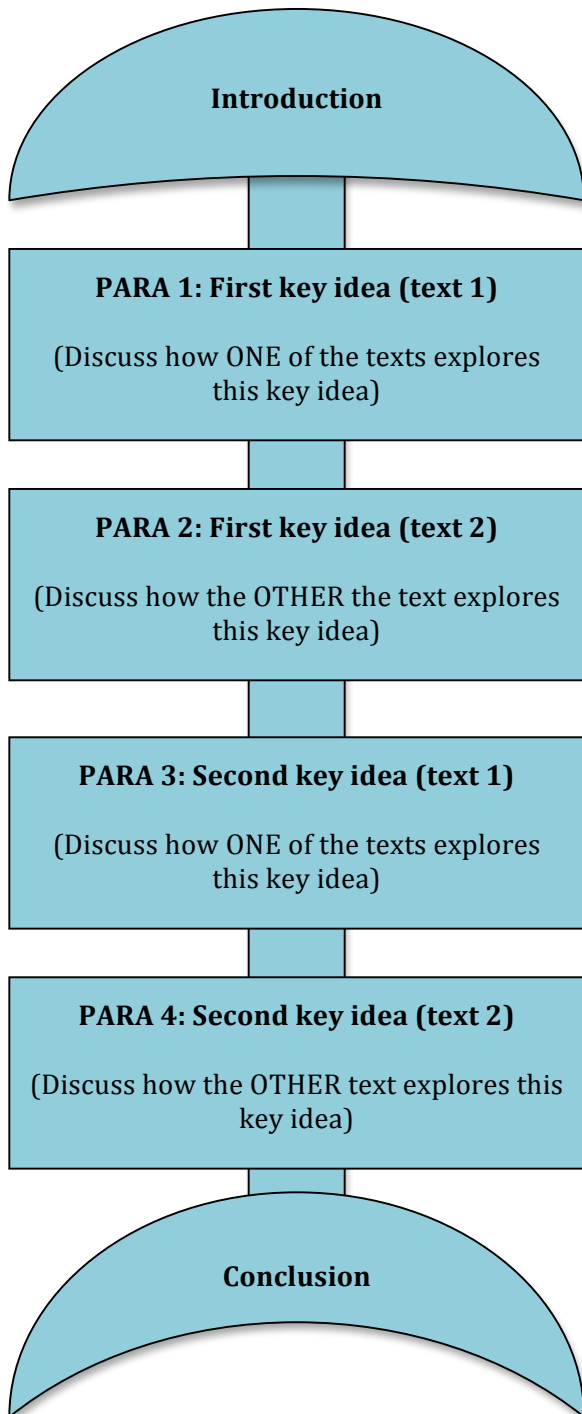 Introduction
PARA 1: First key idea (text 1)
(Discuss how ONE of the texts explores
this key idea)
PARA 2: First key idea (text 2)
(Discuss how the OTHER the text explores
this key idea)
PARA 3: Second key idea (text 1)
(Discuss how ONE of the texts explores
this key idea)
PARA 4: Second key idea (text 2)
(Discuss how the OTHER text explores this
key idea)
Conclusion